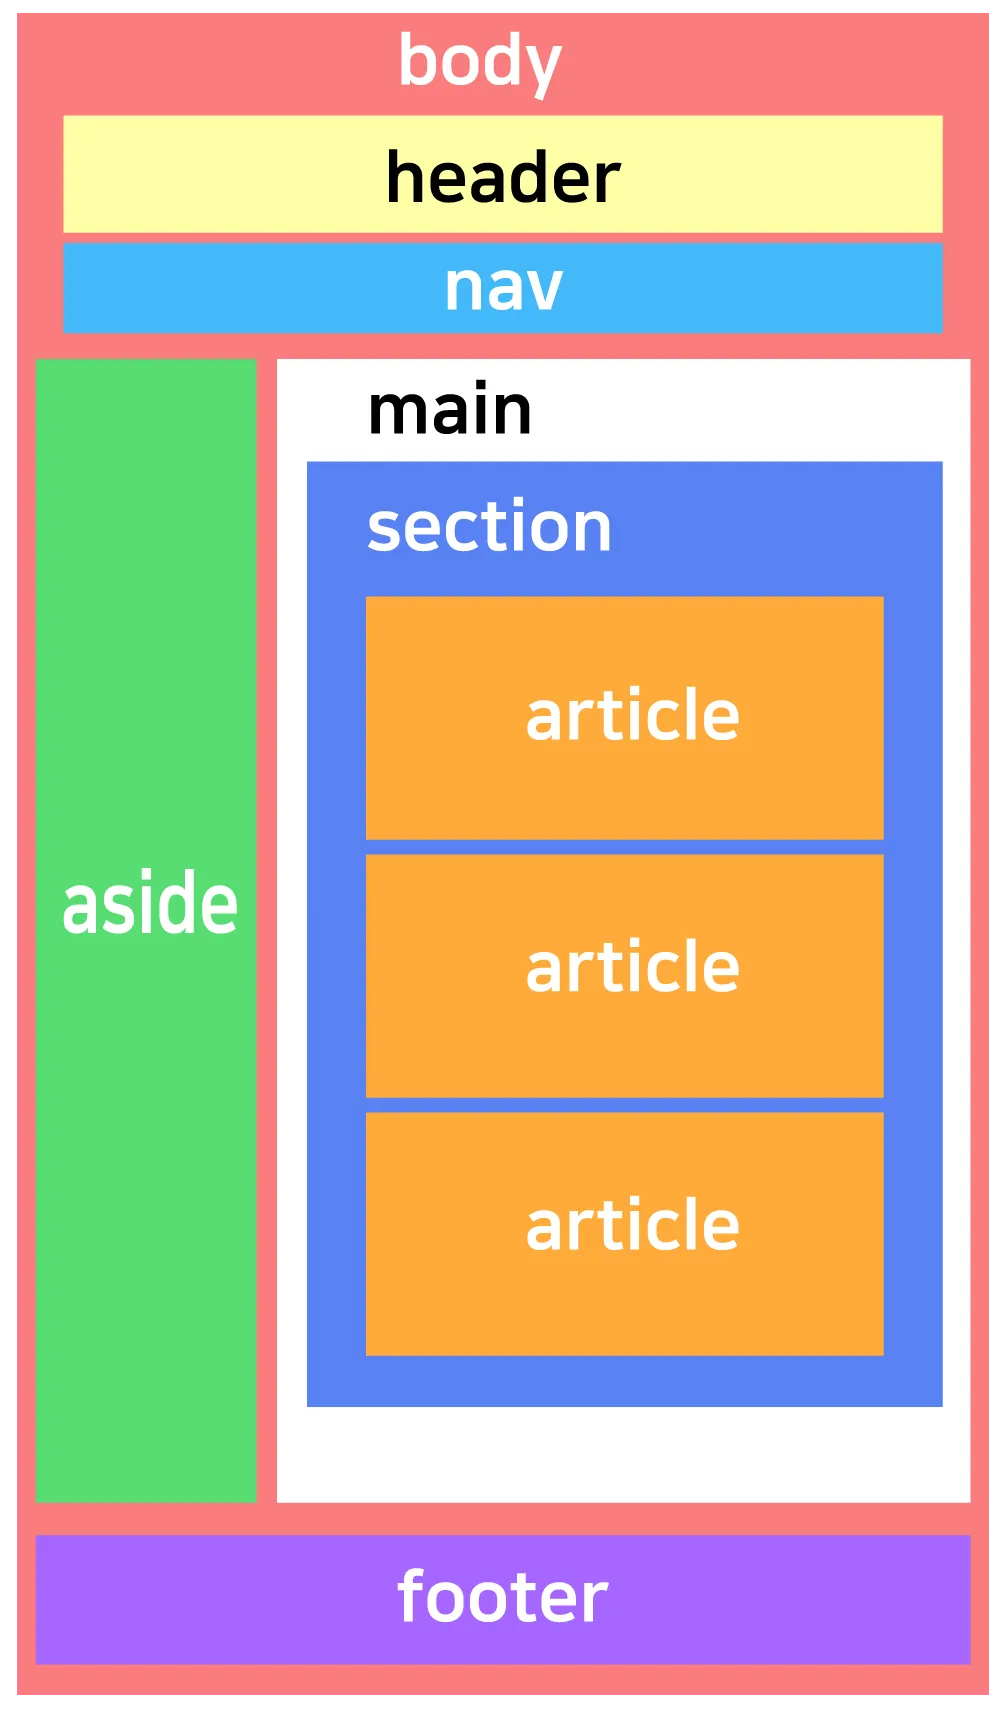 body
header
nav
aside
main
section
article
article
article
footer